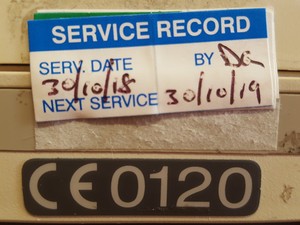 SERVICE RECORD
SERV. DATE BY
30/10/18
NEXT SERVICE 30/10/19
CE 0120